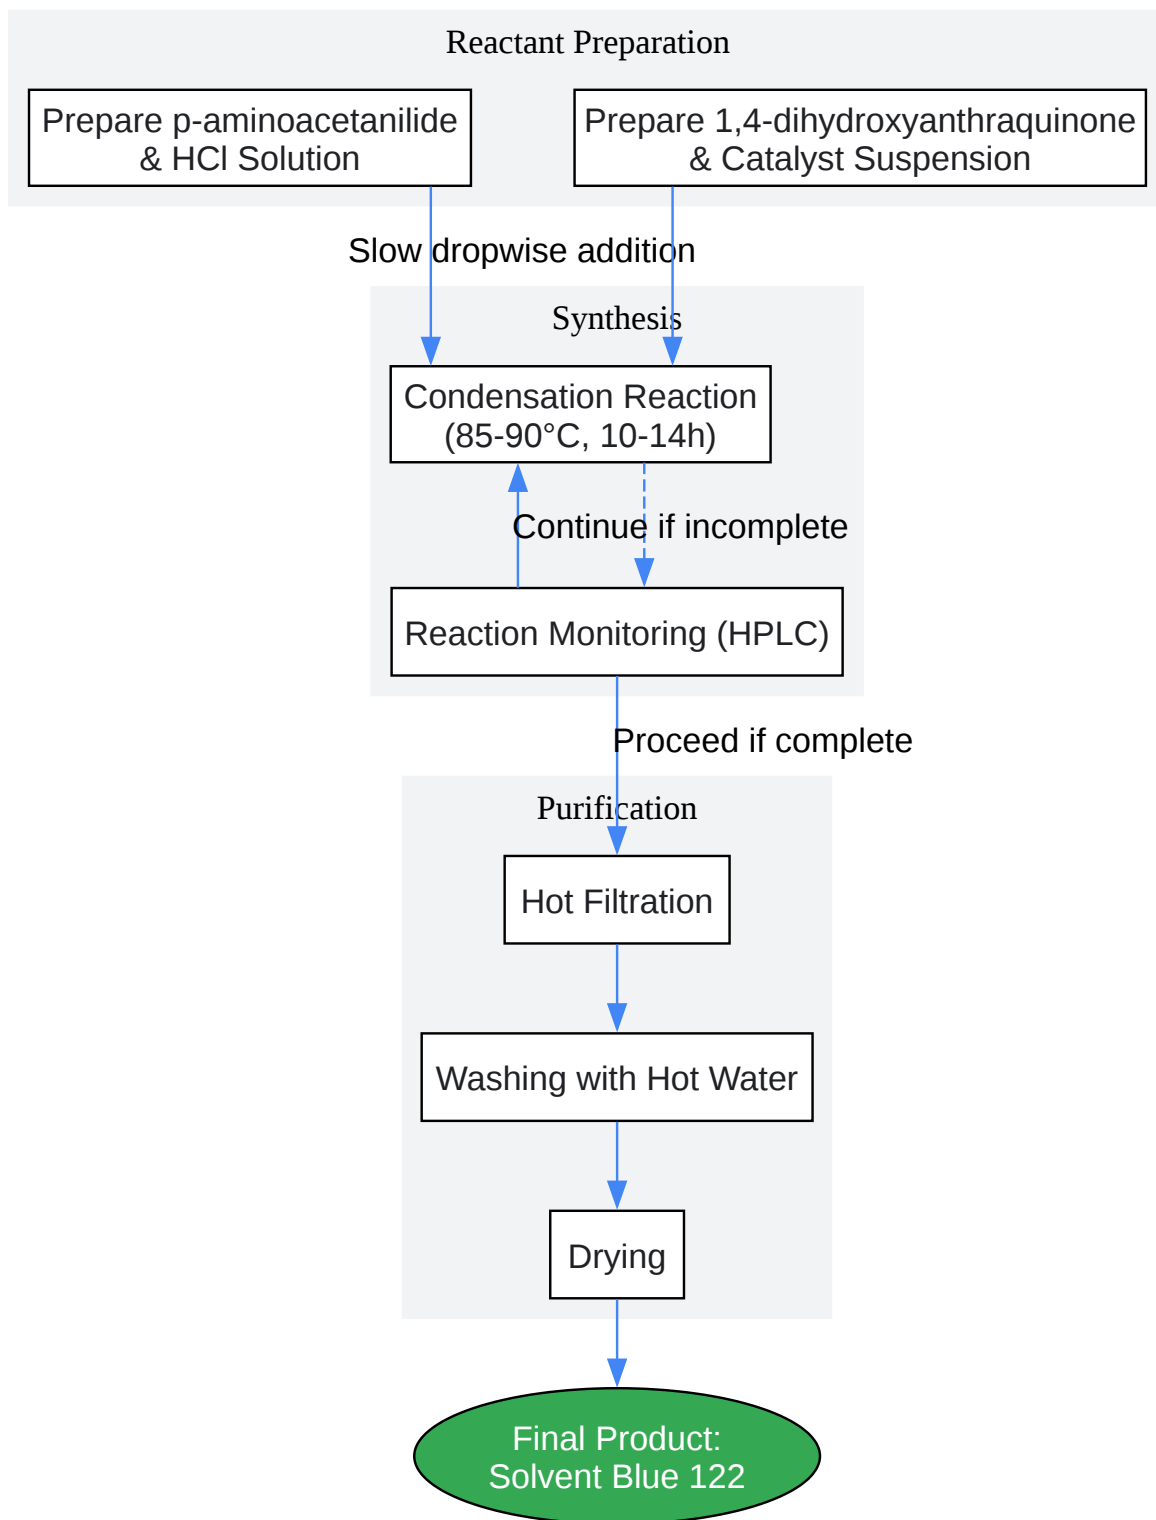 Reactant Preparation
Prepare p-aminoacetanilide
& HCl Solution
Prepare 1,4-dihydroxyanthraquinone
& Catalyst Suspension
Slow dropwise addition
Synthesis
Condensation Reaction
(85-90°C, 10-14h)
Continue if incomplete
Reaction Monitoring (HPLC)
Proceed if complete
Purification
Hot Filtration
Washing with Hot Water
Drying
Final Product:
Solvent Blue 122